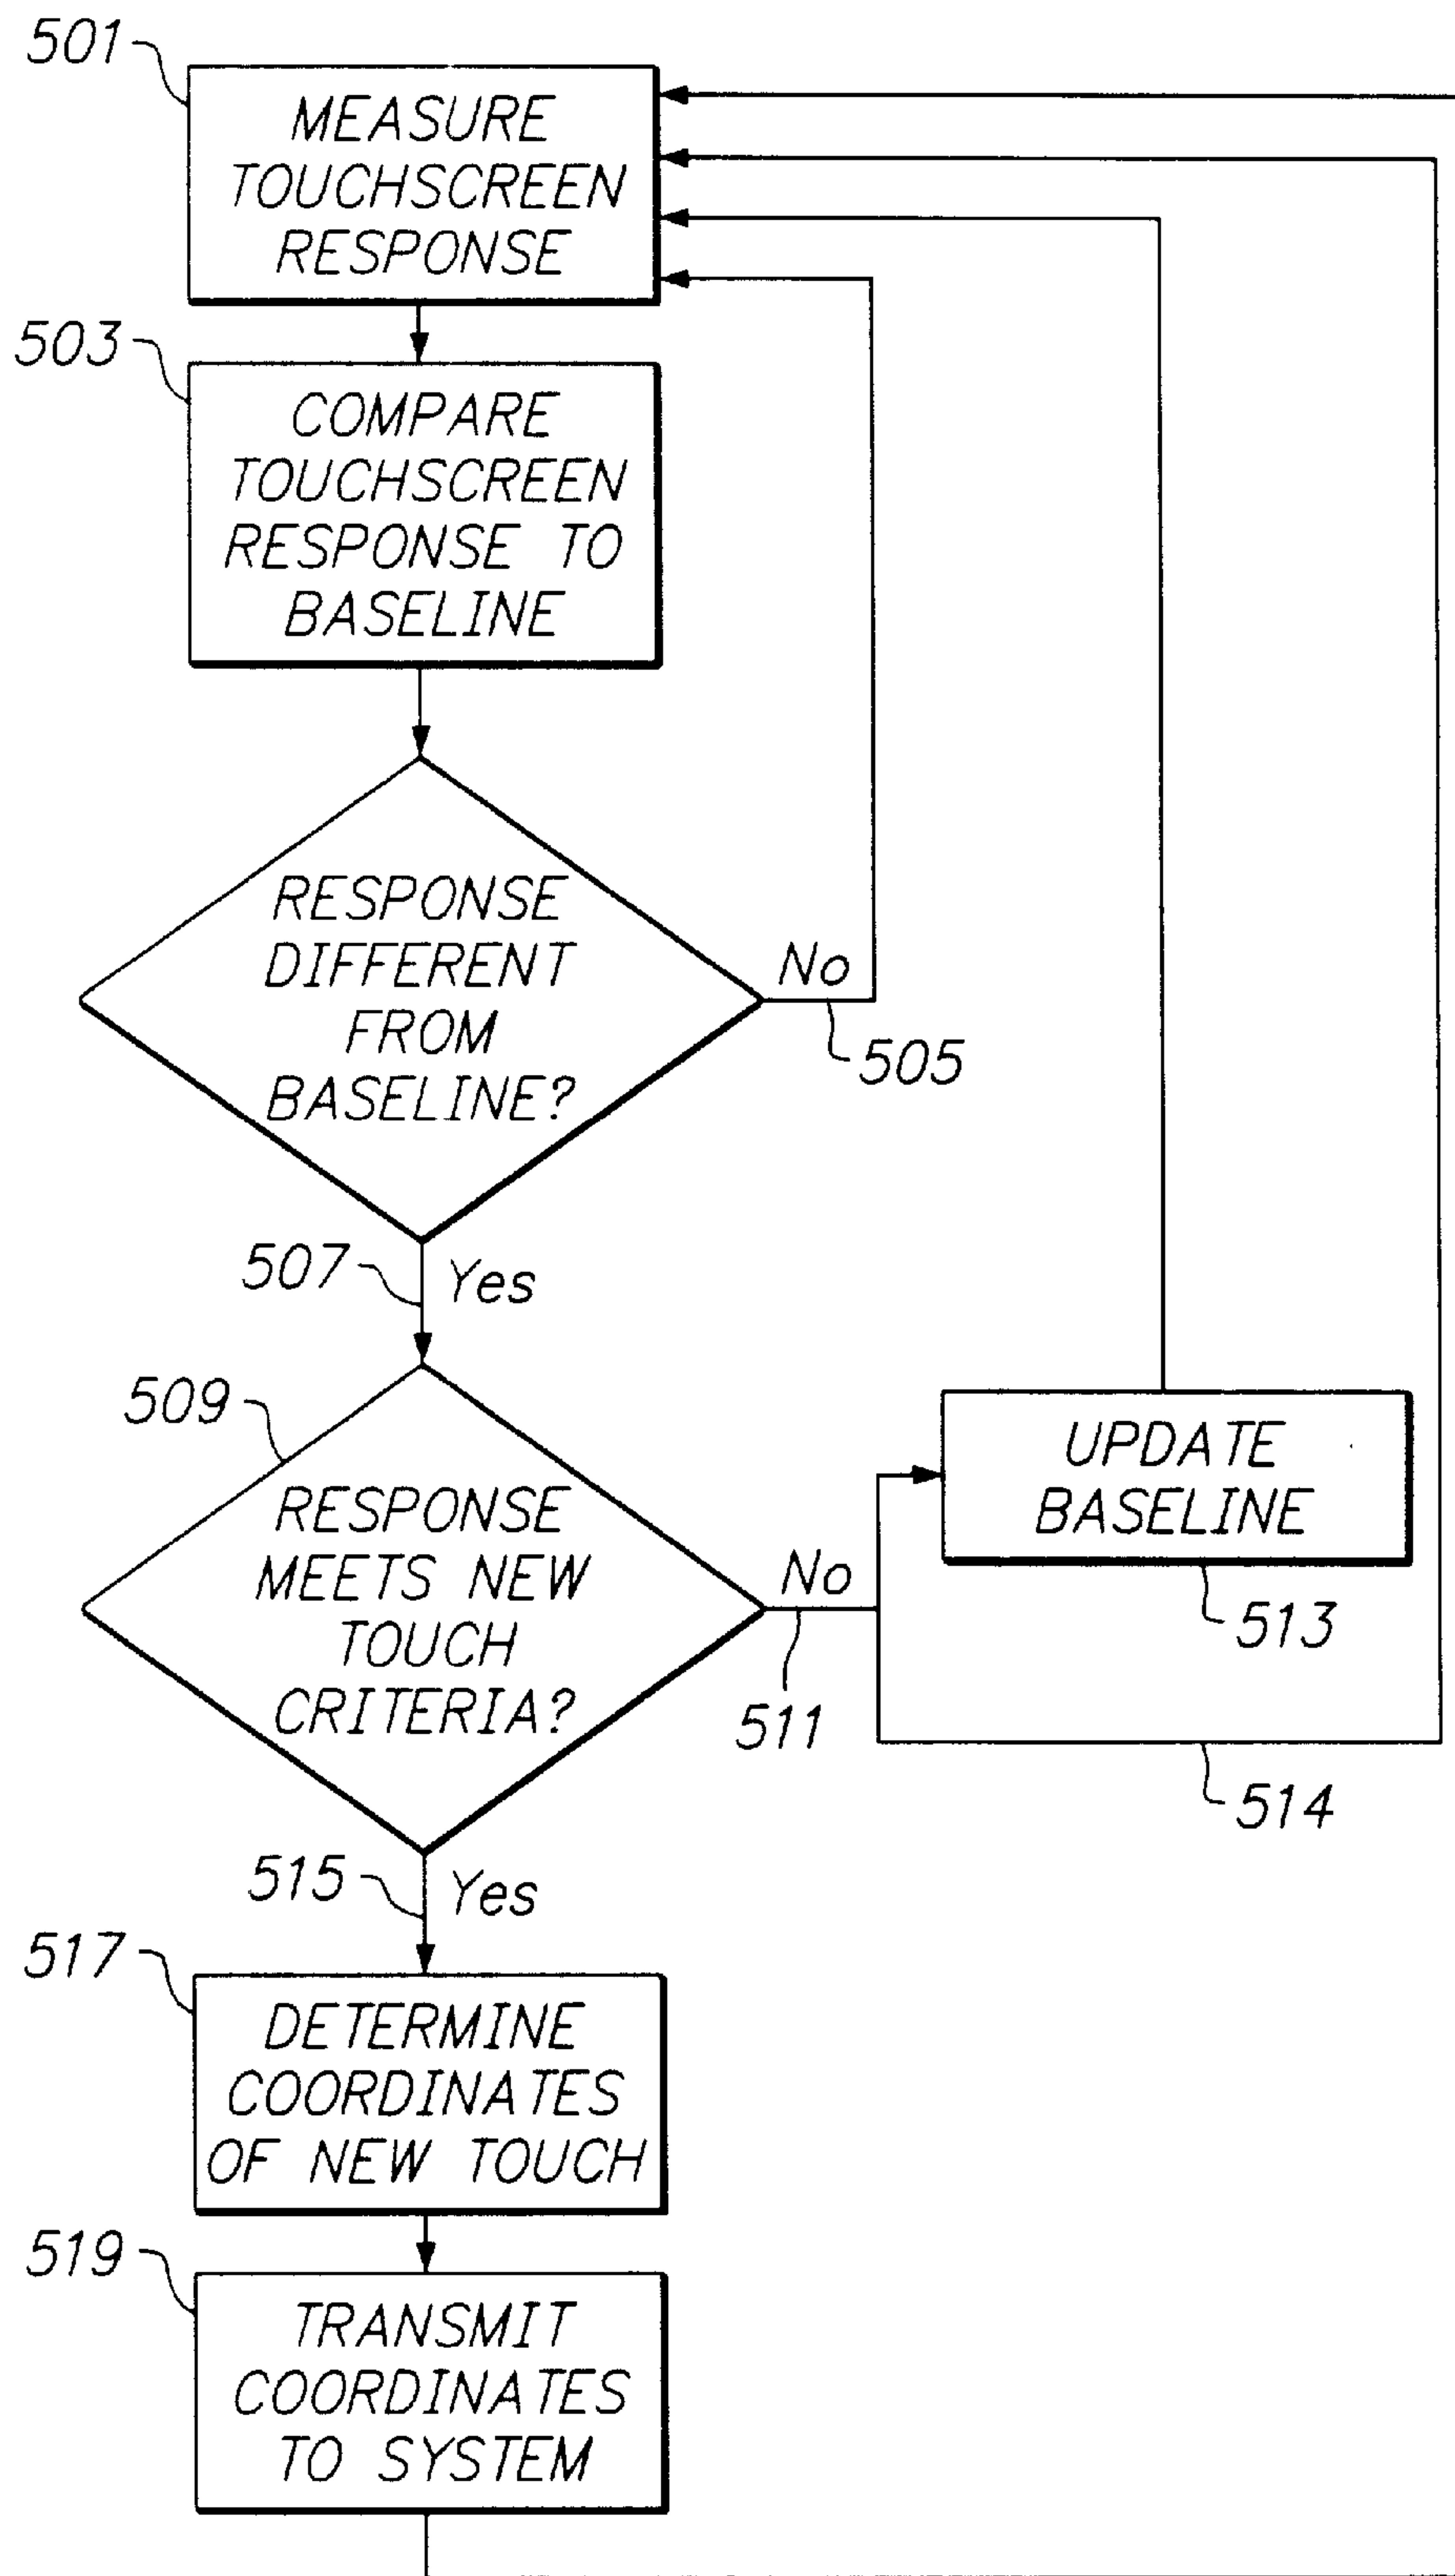 501
MEASURE
TOUCHSCREEN
RESPONSE
503
COMPARE
TOUCHSCREEN
RESPONSE TO
BASELINE
RESPONSE
DIFFERENT
FROM
BASELINE?
No
505
507
Yes
509
RESPONSE
MEETS NEW
TOUCH
CRITERIA?
No
511
UPDATE
BASELINE
513
514
515
Yes
517
DETERMINE
COORDINATES
OF NEW TOUCH
519
TRANSMIT
COORDINATES
TO SYSTEM